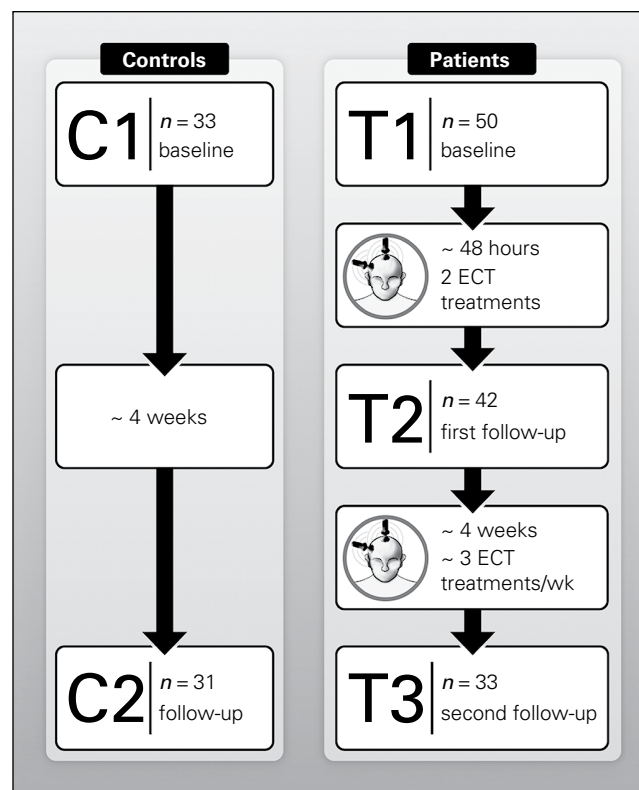 Controls
C1
n = 33
baseline
~ 4 weeks
C2
n = 31
follow-up
Patients
T1
n = 50
baseline
~ 48 hours
2 ECT
treatments
T2
n = 42
first follow-up
~ 4 weeks
~ 3 ECT
treatments/wk
T3
n = 33
second follow-up